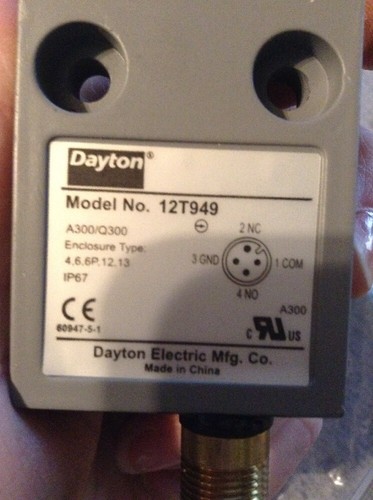 Dayton®
Model No. 12T949
A300/Q300
Enclosure Type:
4,6,6P,12,13
IP67
2 NC
3 GND
1 COM
4 NO
CE
60947-5-1
A300
c RU US
Dayton Electric Mfg. Co.
Made in China